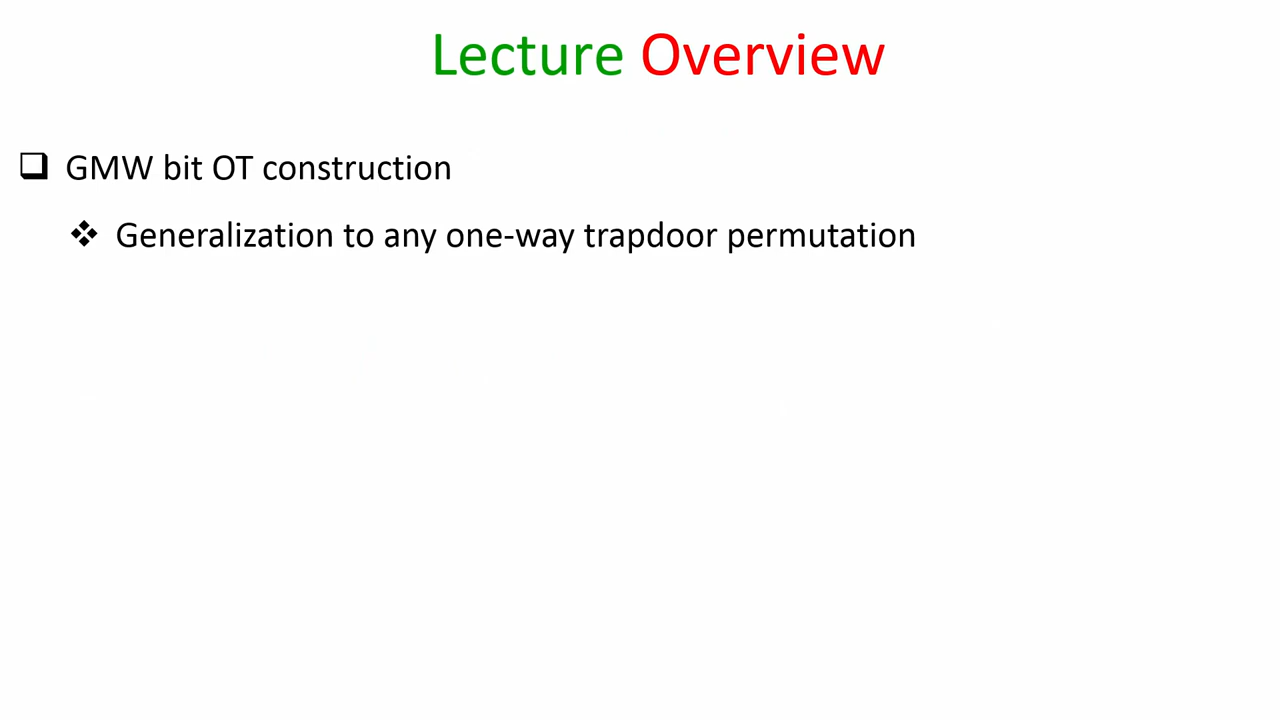 Lecture Overview
GMW bit OT construction
Generalization to any one-way trapdoor permutation